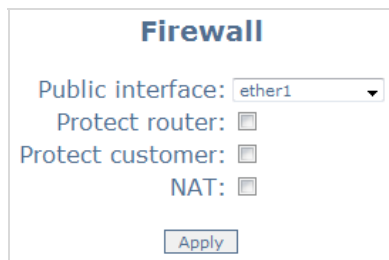 Firewall
Public interface: ether1
Protect router:
Protect customer:
NAT:
Apply